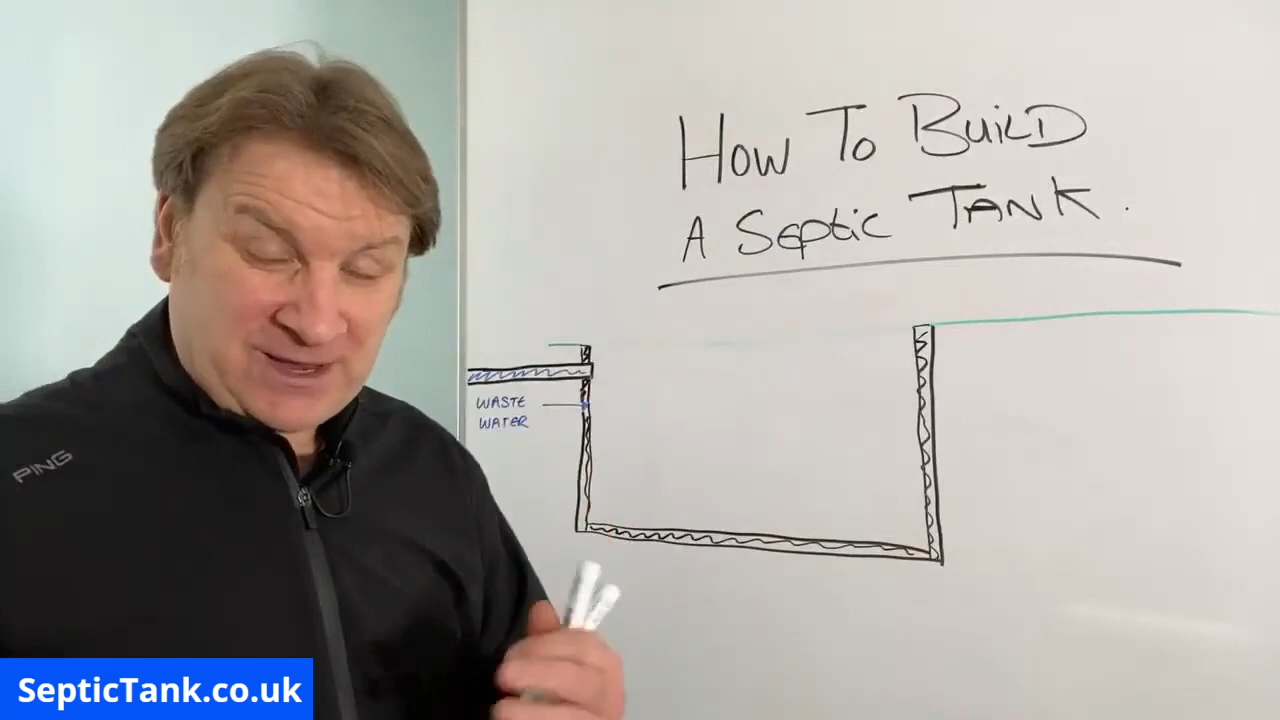 How To BuiLD
A Septic TANK.
WASTE
WATER
PING
SepticTank.co.uk